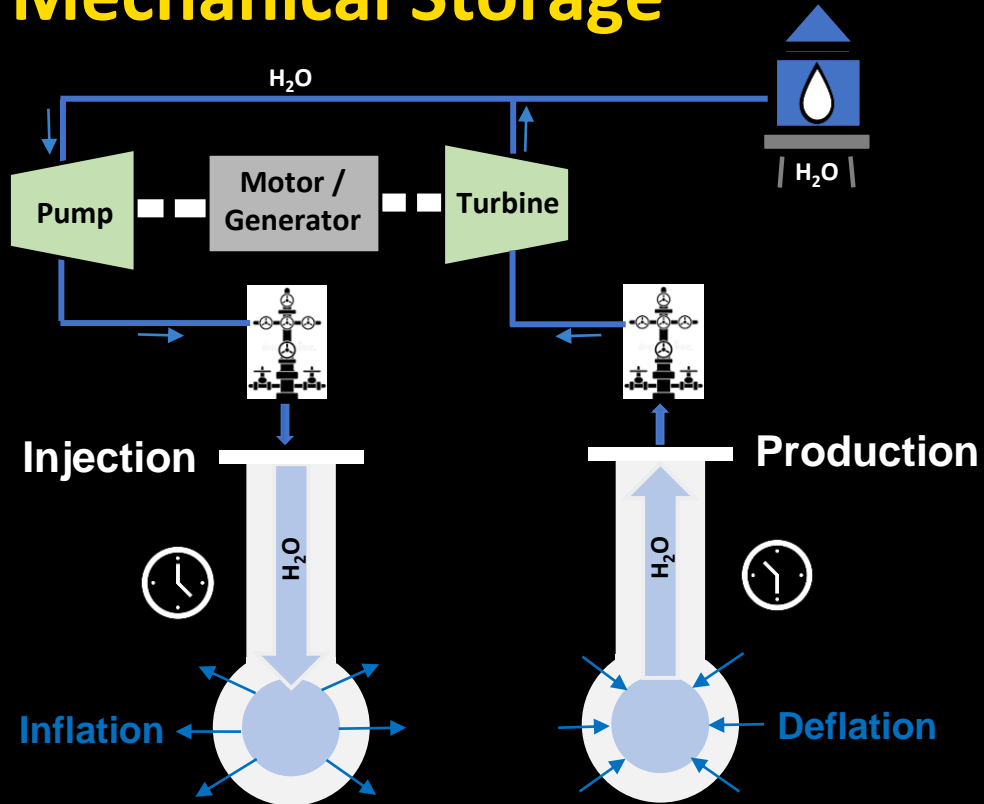 Mechanical Storage
H₂O
H₂O
Pump
Motor /
Generator
Turbine
Injection
Production
H₂O
H₂O
Inflation
Deflation